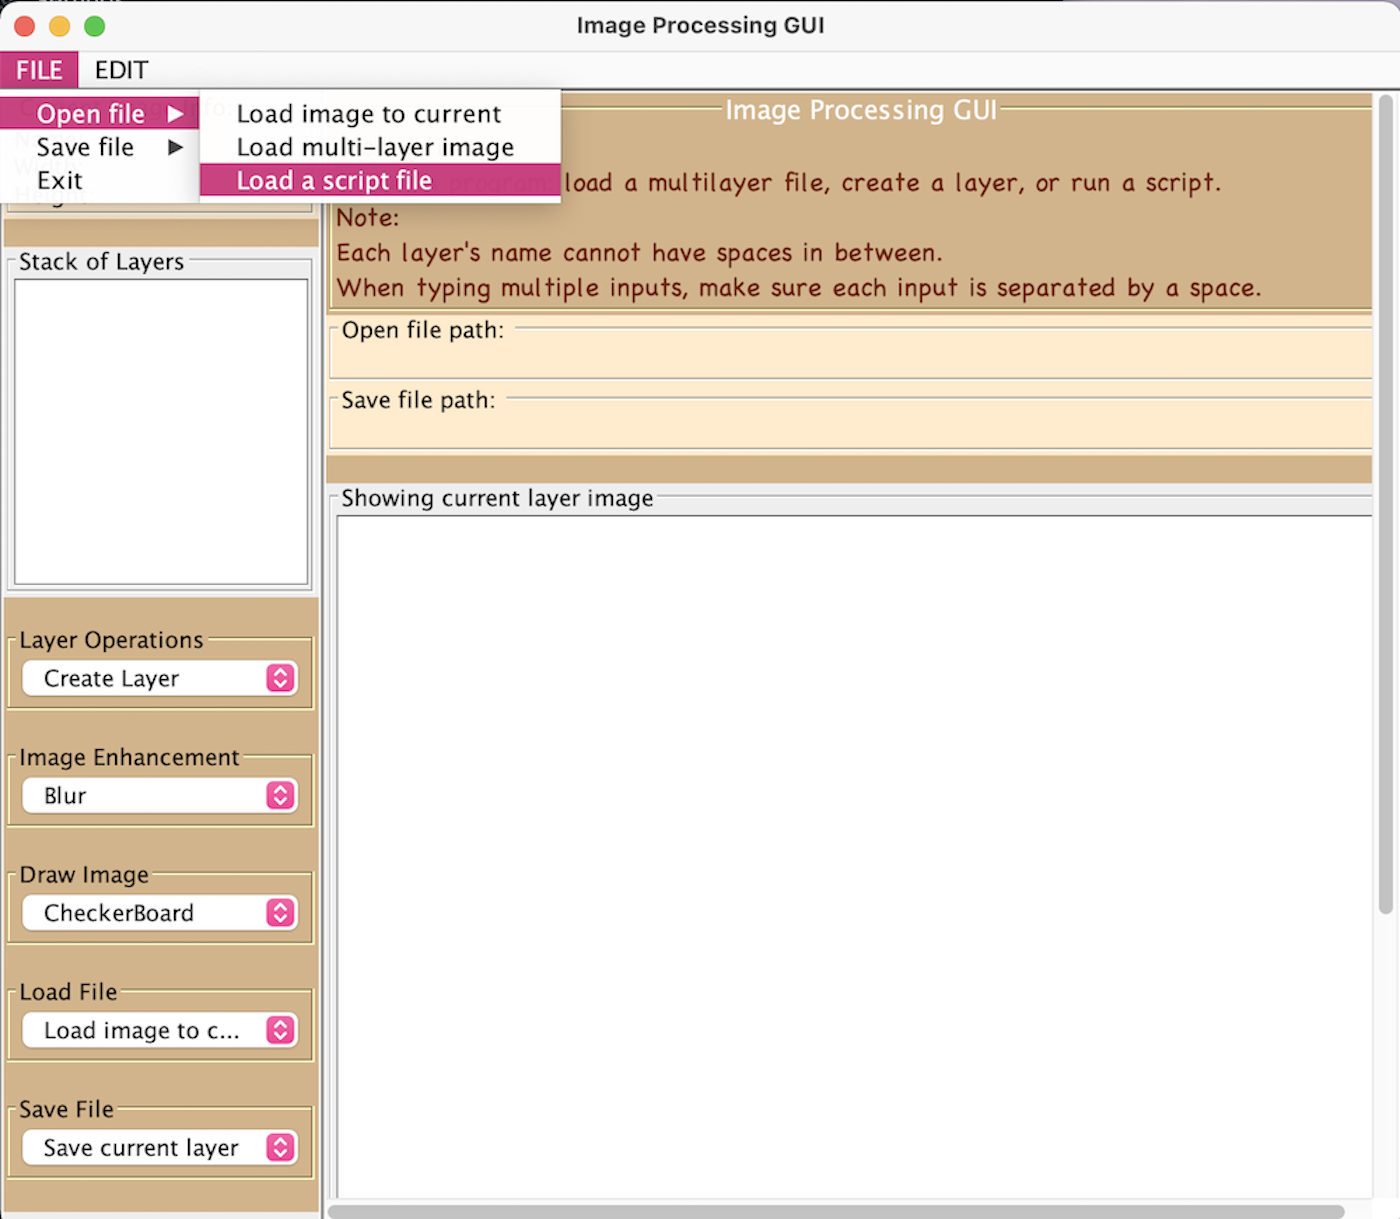 Image Processing GUI
FILE EDIT
Open file
Save file
Exit
Load image to current
Load multi-layer image
Load a script file
Image Processing GUI
program, load a multilayer file, create a layer, or run a script.
Note:
Each layer's name cannot have spaces in between.
When typing multiple inputs, make sure each input is separated by a space.
Open file path:
Save file path:
Showing current layer image
Stack of Layers
Layer Operations
Create Layer
Image Enhancement
Blur
Draw Image
CheckerBoard
Load File
Load image to c...
Save File
Save current layer